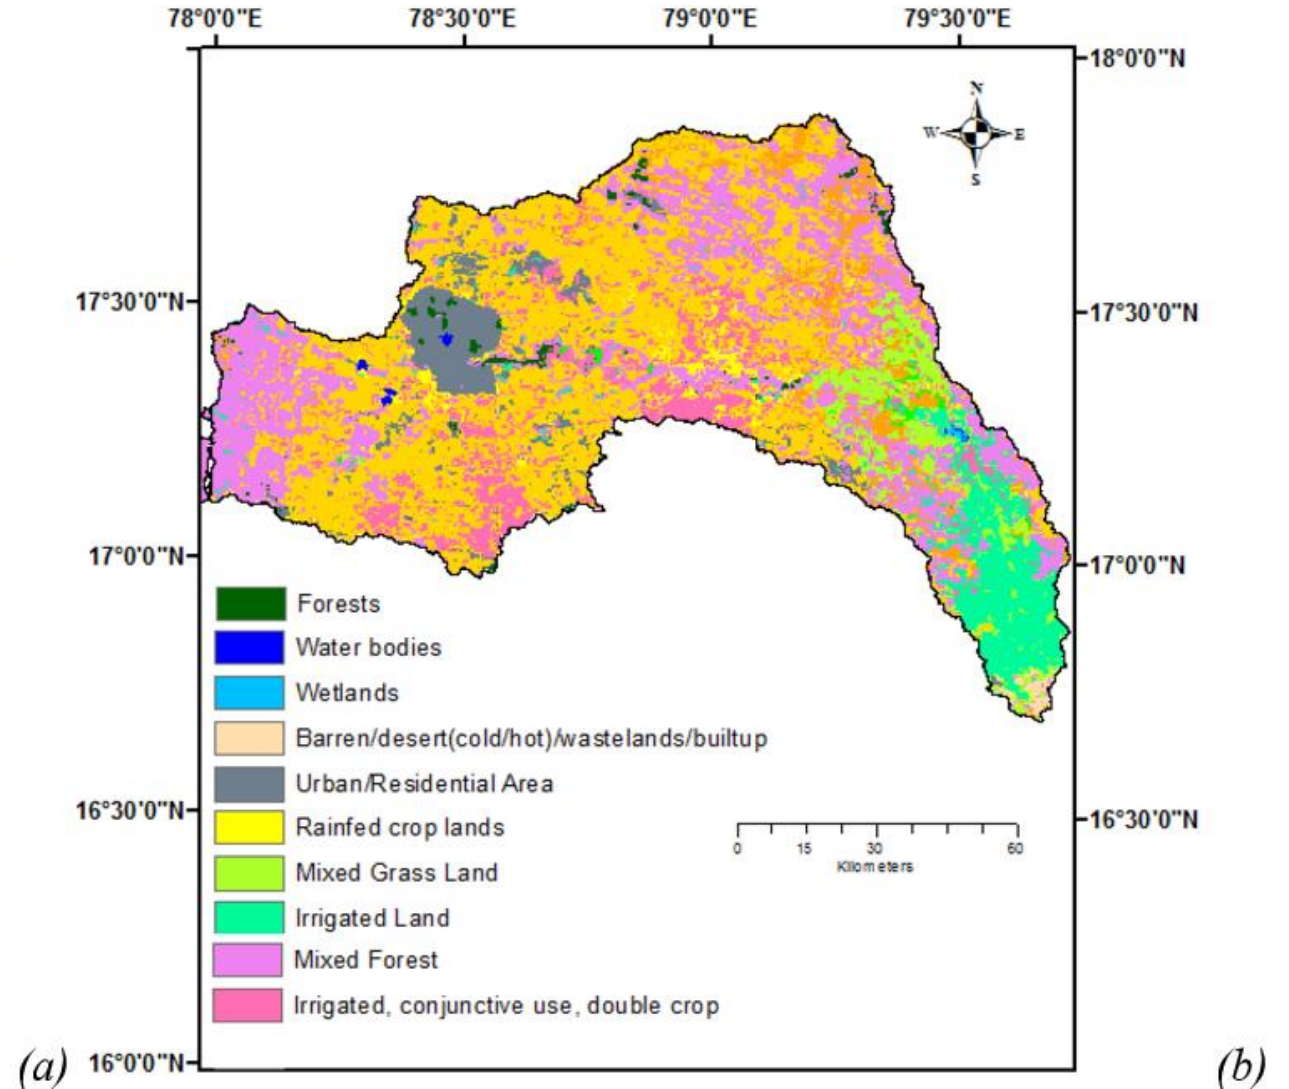 78°0'0"E 78°30'0"E 79°0'0"E 79°30'0"E
18°0'0"N
N
W E
S
17°30'0"N 17°30'0"N
17°0'0"N 17°0'0"N
Forests
Water bodies
Wetlands
Barren/desert(cold/hot)/wastelands/builtup
Urban/Residential Area
16°30'0"N 16°30'0"N
Rainfed crop lands
0 15 30 60
Kilometers
Mixed Grass Land
Irrigated Land
Mixed Forest
Irrigated, conjunctive use, double crop
(a) 16°0'0"N (b)